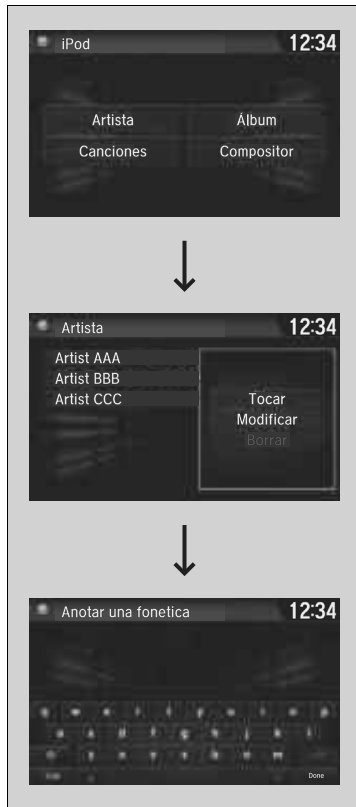 iPod 12:34
Artista Álbum
Canciones Compositor
Artista 12:34
Artist AAA
Artist BBB
Artist CCC
Tocar
Modificar
Borrar
Anotar una fonetica 12:34
Done